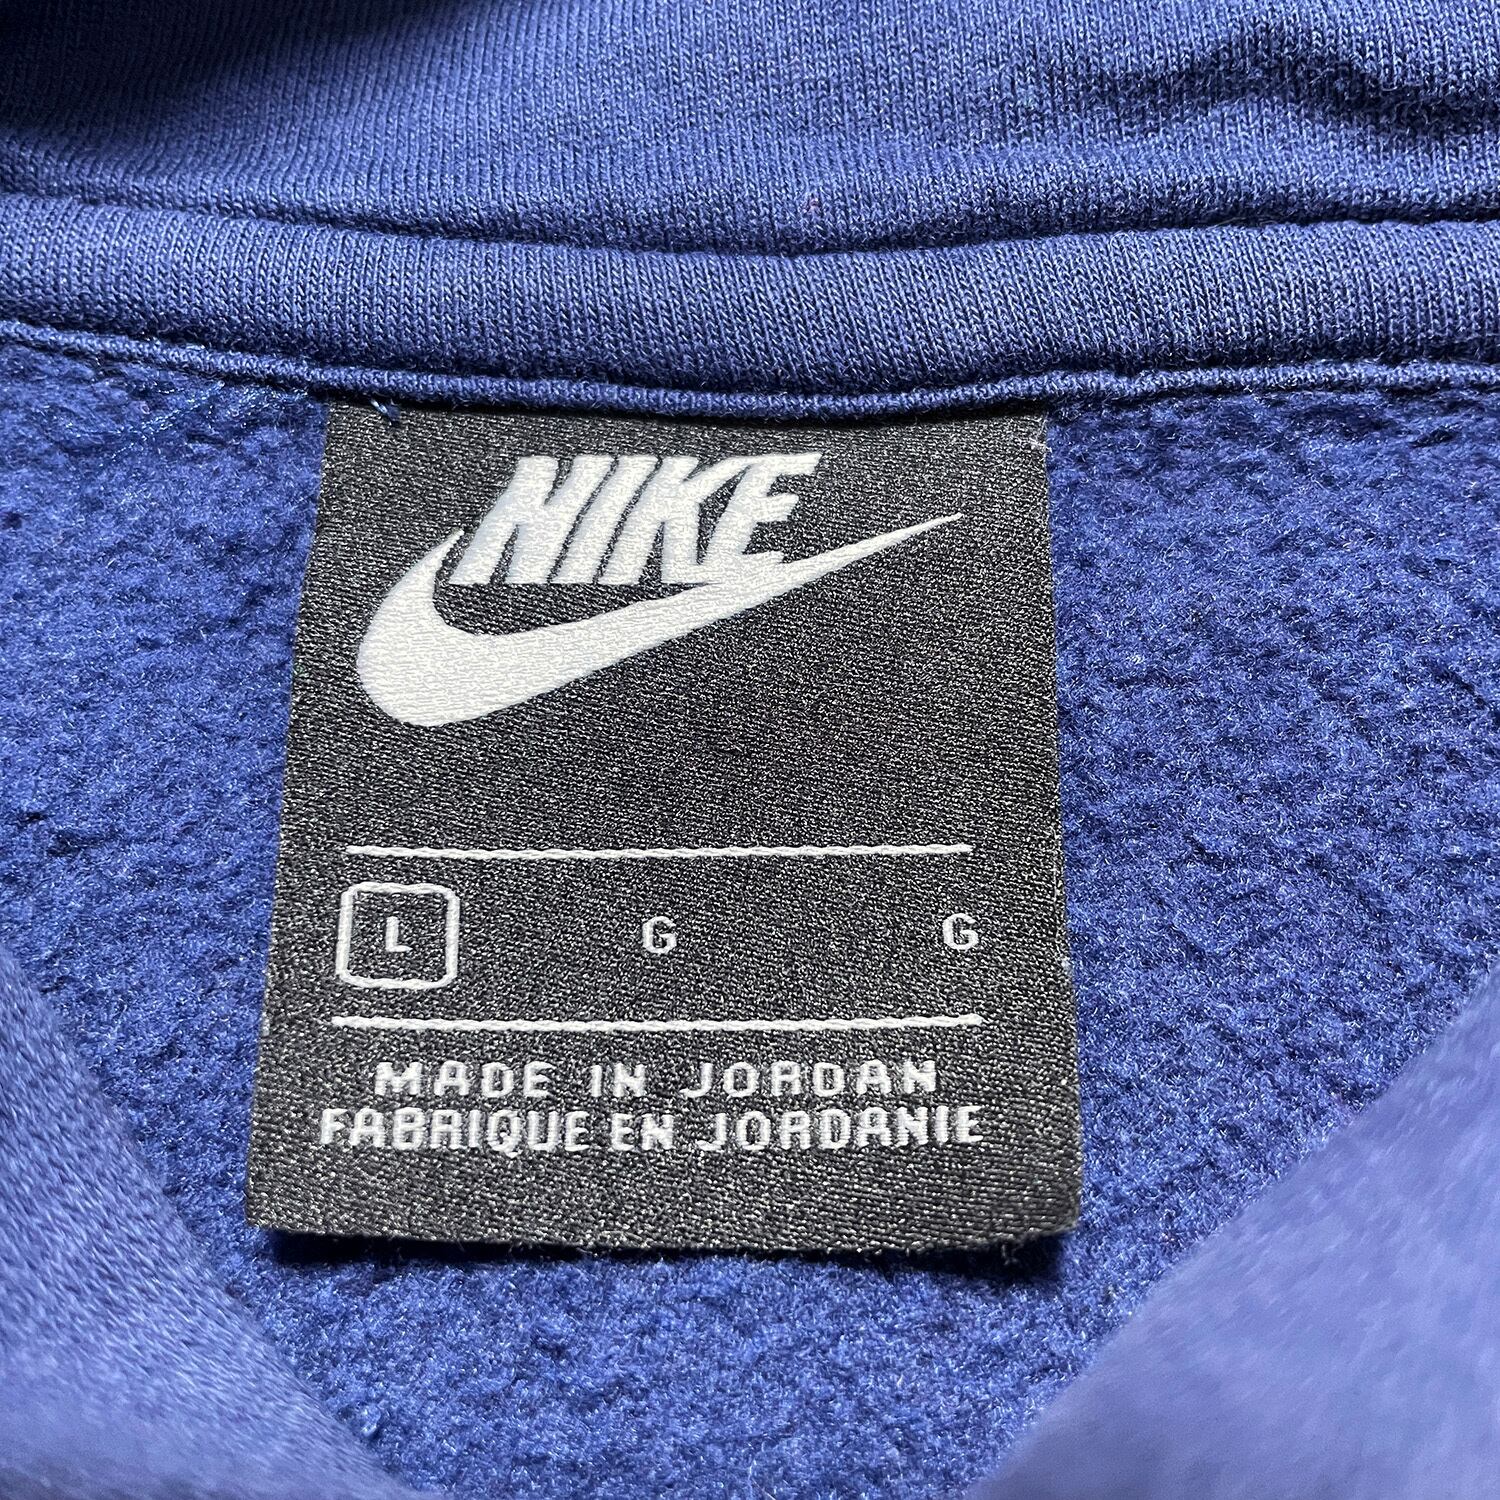 NIKE
L G G
MADE IN JORDAN
FABRIQUE EN JORDANIE